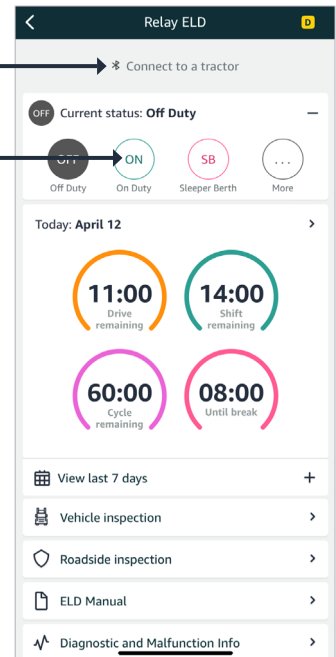 Relay ELD
D
Connect to a tractor
OFF Current status: Off Duty
OFF ON SB ...
Off Duty On Duty Sleeper Berth More
Today: April 12
11:00 14:00
Drive Shift
remaining remaining
60:00 08:00
Cycle Until break
remaining
View last 7 days
Vehicle inspection
Roadside inspection
ELD Manual
Diagnostic and Malfunction Info